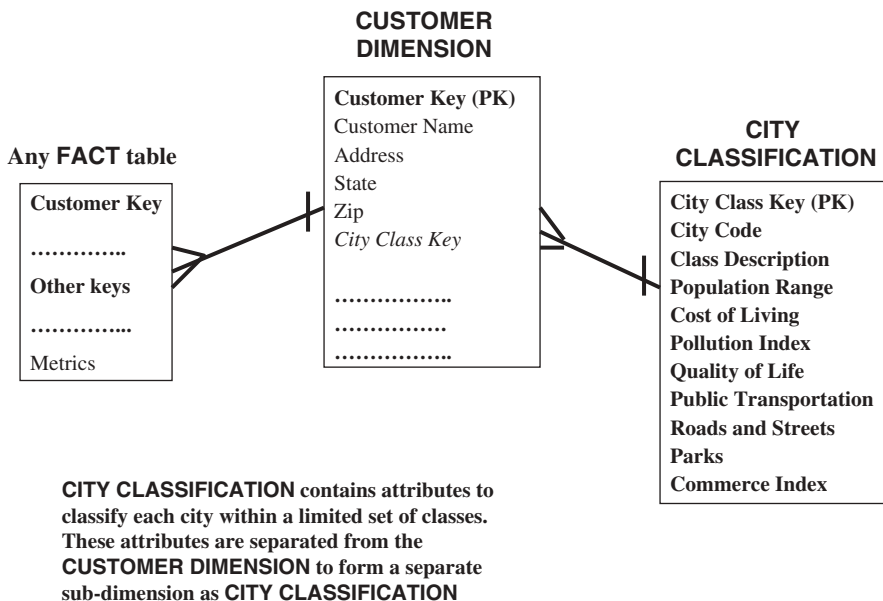 CUSTOMER
DIMENSION
Customer Key (PK)
Customer Name
Address
State
Zip
City Class Key
………………..
…………….
………………..
Any FACT table
Customer Key
…………..
Other keys
…………...
Metrics
CITY
CLASSIFICATION
City Class Key (PK)
City Code
Class Description
Population Range
Cost of Living
Pollution Index
Quality of Life
Public Transportation
Roads and Streets
Parks
Commerce Index
CITY CLASSIFICATION contains attributes to
classify each city within a limited set of classes.
These attributes are separated from the
CUSTOMER DIMENSION to form a separate
sub-dimension as CITY CLASSIFICATION